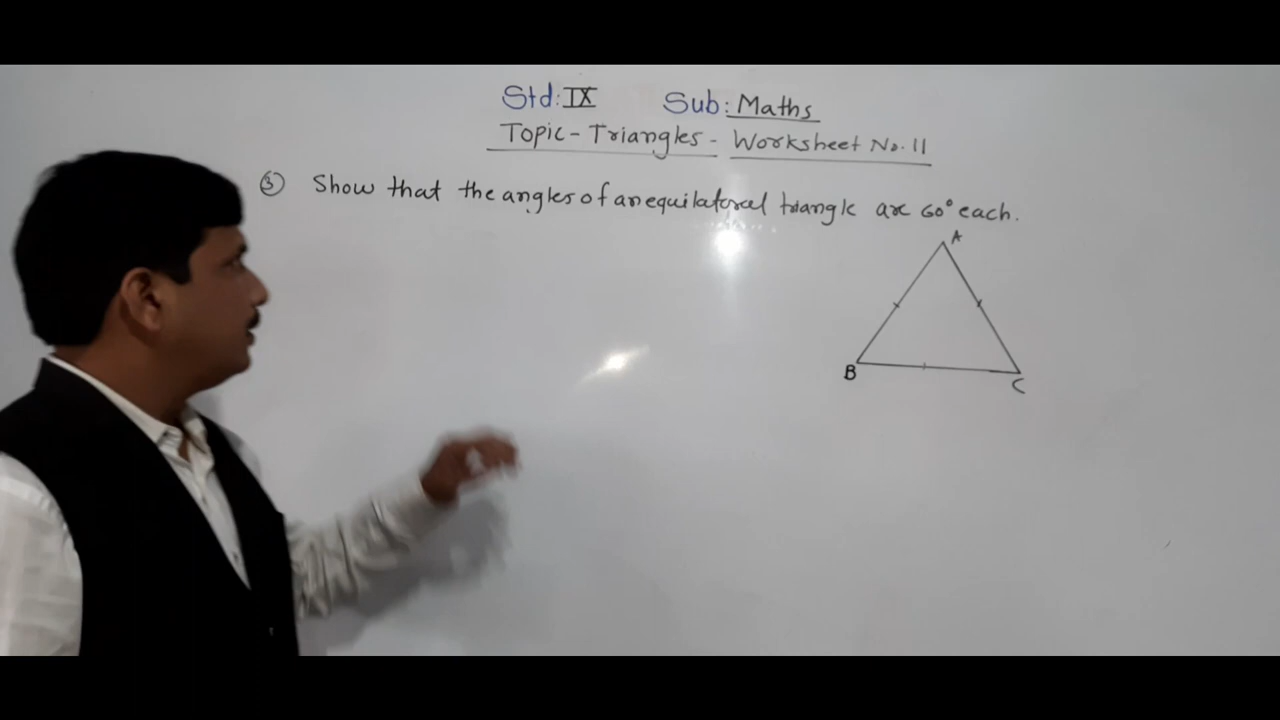 Std: IX Sub: Maths
Topic - Triangles - Worksheet No. 11
③ Show that the angles of an equilateral triangle are 60° each.
A
B
C